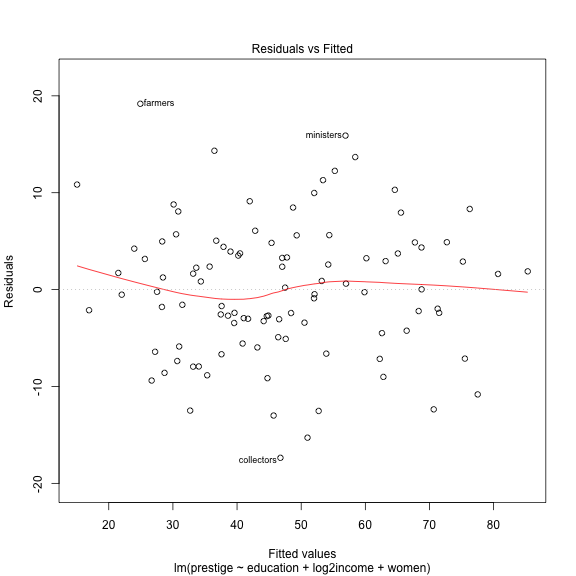 Residuals vs Fitted
20
10
0
-10
-20
Residuals
farmers
ministers
collectors
20 30 40 50 60 70 80
Fitted values
lm(prestige ~ education + log2income + women)